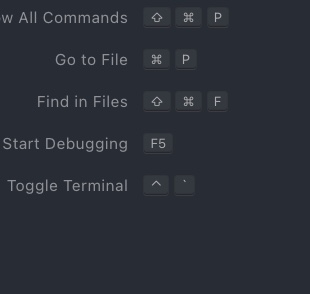 w All Commands ⇧ ⌘ P
Go to File ⌘ P
Find in Files ⇧ ⌘ F
Start Debugging F5
Toggle Terminal ^ `